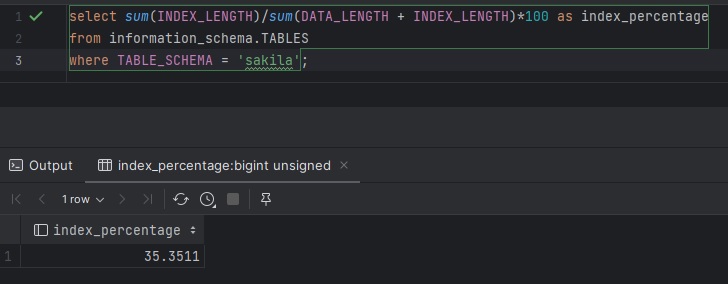 1 select sum(INDEX_LENGTH)/sum(DATA_LENGTH + INDEX_LENGTH)*100 as index_percentage
2 from information_schema.TABLES
3 where TABLE_SCHEMA = 'sakila';
Output index_percentage:bigint unsigned
1 row
index_percentage
1 35.3511